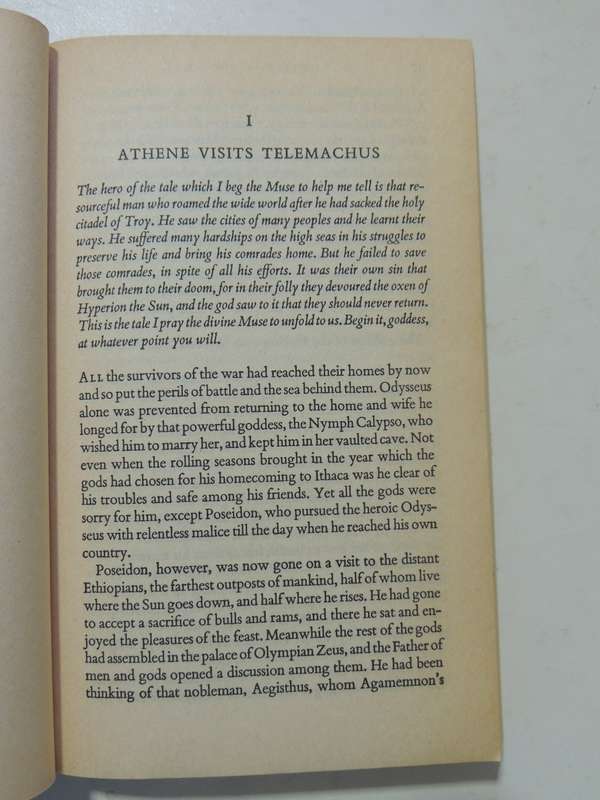 I
ATHENE VISITS TELEMACHUS
The hero of the tale which I beg the Muse to help me tell is that re-
sourceful man who roamed the wide world after he had sacked the holy
citadel of Troy. He saw the cities of many peoples and he learnt their
ways. He suffered many hardships on the high seas in his struggles to
preserve his life and bring his comrades home. But he failed to save
those comrades, in spite of all his efforts. It was their own sin that
brought them to their doom, for in their folly they devoured the oxen of
Hyperion the Sun, and the god saw to it that they should never return.
This is the tale I pray the divine Muse to unfold to us. Begin it, goddess,
at whatever point you will.
ALL the survivors of the war had reached their homes by now
and so put the perils of battle and the sea behind them. Odysseus
alone was prevented from returning to the home and wife he
longed for by that powerful goddess, the Nymph Calypso, who
wished him to marry her, and kept him in her vaulted cave. Not
even when the rolling seasons brought in the year which the
gods had chosen for his homecoming to Ithaca was he clear of
his troubles and safe among his friends. Yet all the gods were
sorry for him, except Poseidon, who pursued the heroic Odys-
seus with relentless malice till the day when he reached his own
country.
Poseidon, however, was now gone on a visit to the distant
Ethiopians, the farthest outposts of mankind, half of whom live
where the Sun goes down, and half where he rises. He had gone
to accept a sacrifice of bulls and rams, and there he sat and en-
joyed the pleasures of the feast. Meanwhile the rest of the gods
had assembled in the palace of Olympian Zeus, and the Father of
men and gods opened a discussion among them. He had been
thinking of that nobleman, Aegisthus, whom Agamemnon's